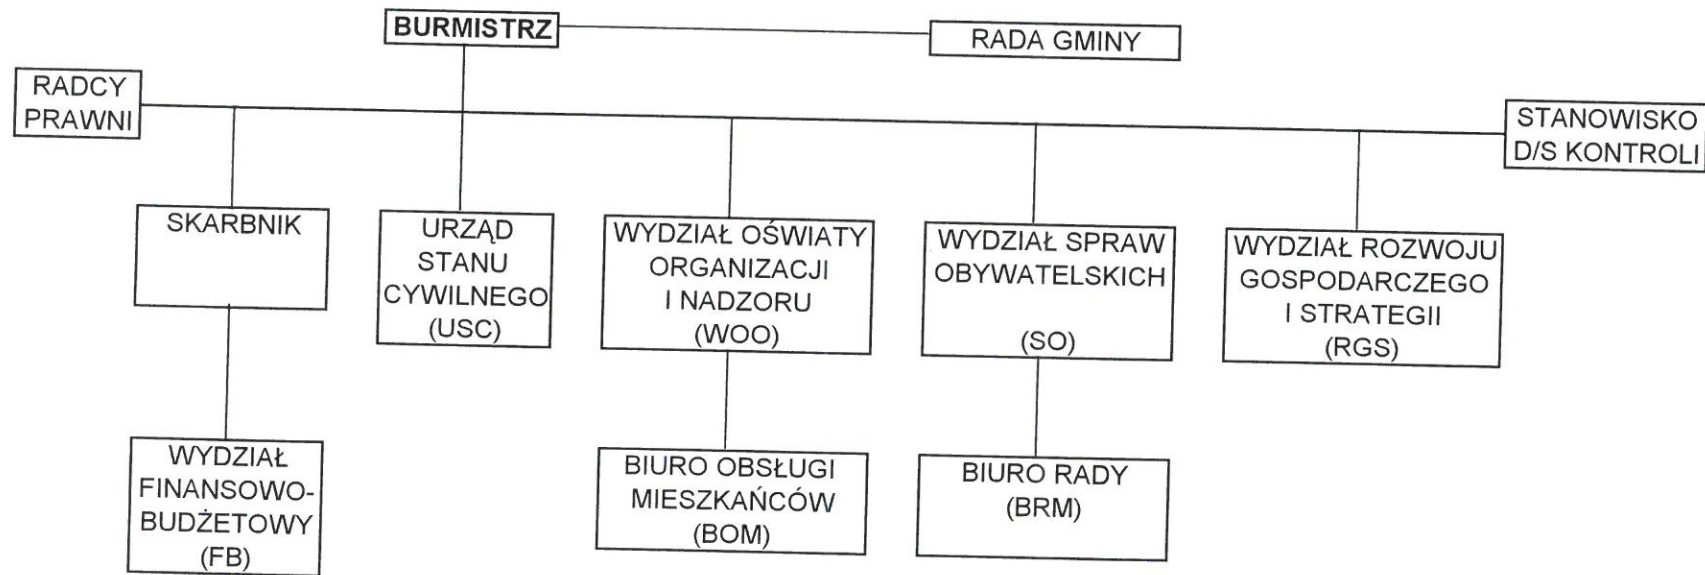 BURMISTRZ
RADA GMINY
RADCY
PRAWNI
STANOWISKO
D/S KONTROLI
SKARBNIK
URZĄD
STANU
CYWILNEGO
(USC)
WYDZIAŁ OŚWIATY
ORGANIZACJI
I NADZORU
(WOO)
WYDZIAŁ SPRAW
OBYWATELSKICH
(SO)
WYDZIAŁ ROZWOJU
GOSPODARCZEGO
I STRATEGII
(RGS)
WYDZIAŁ
FINANSOWO-
BUDŻETOWY
(FB)
BIURO OBSŁUGI
MIESZKAŃCÓW
(BOM)
BIURO RADY
(BRM)